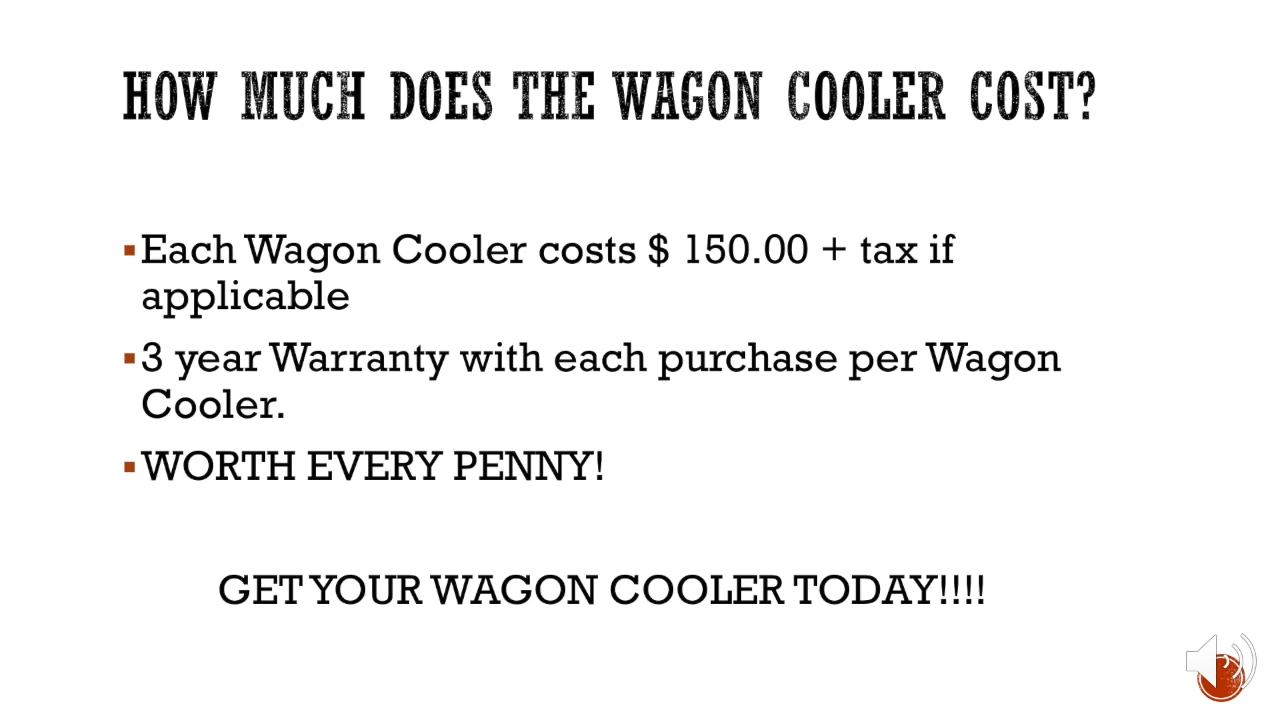 HOW MUCH DOES THE WAGON COOLER COST?
▪Each Wagon Cooler costs $ 150.00 + tax if
applicable
▪3 year Warranty with each purchase per Wagon
Cooler.
▪WORTH EVERY PENNY!
GET YOUR WAGON COOLER TODAY!!!!